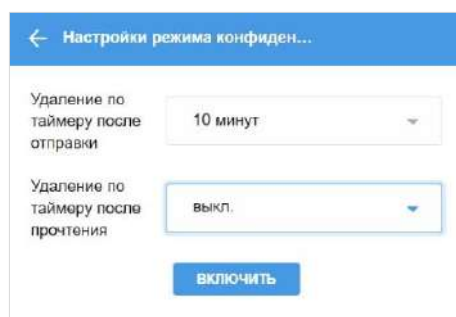 Настройки режима конфиден...
Удаление по
таймеру после
отправки
10 минут
Удаление по
таймеру после
прочтения
выкл.
ВКЛЮЧИТЬ